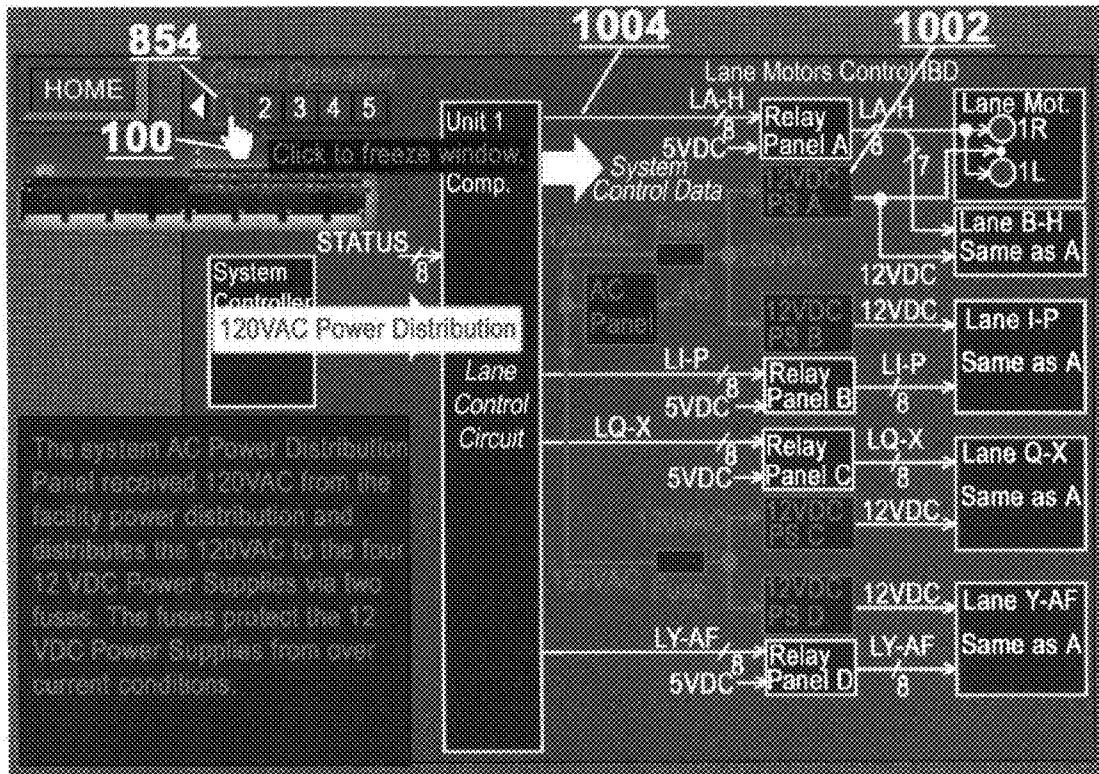 854
1004
1002
Circuit Operation
Lane Motors Control IBD
HOME
2 3 4 5
100
Click to freeze window.
Unit 1
Comp.
LA-H
8
5VDC
Relay
Panel A
LA-H
8
7
Lane Mot.
1R
1L
System
Control Data
12VDC
PS A
STATUS
8
Lane B-H
Same as A
12VDC
System
Controller
120VAC Power Distribution
AC
Panel
12VDC
PS B
12VDC
Lane I-P
Same as A
LI-P
8
5VDC
Relay
Panel B
LI-P
8
Lane
Control
Circuit
LQ-X
8
5VDC
Relay
Panel C
LQ-X
8
Lane Q-X
Same as A
12VDC
PS C
12VDC
The system AC Power Distribution
Panel received 120VAC from the
facility power distribution and
distributes the 120VAC to the four
12 VDC Power Supplies via two
fuses. The fuses protect the 12
VDC Power Supplies from over
current conditions.
12VDC
PS D
12VDC
Lane Y-AF
Same as A
LY-AF
8
5VDC
Relay
Panel D
LY-AF
8